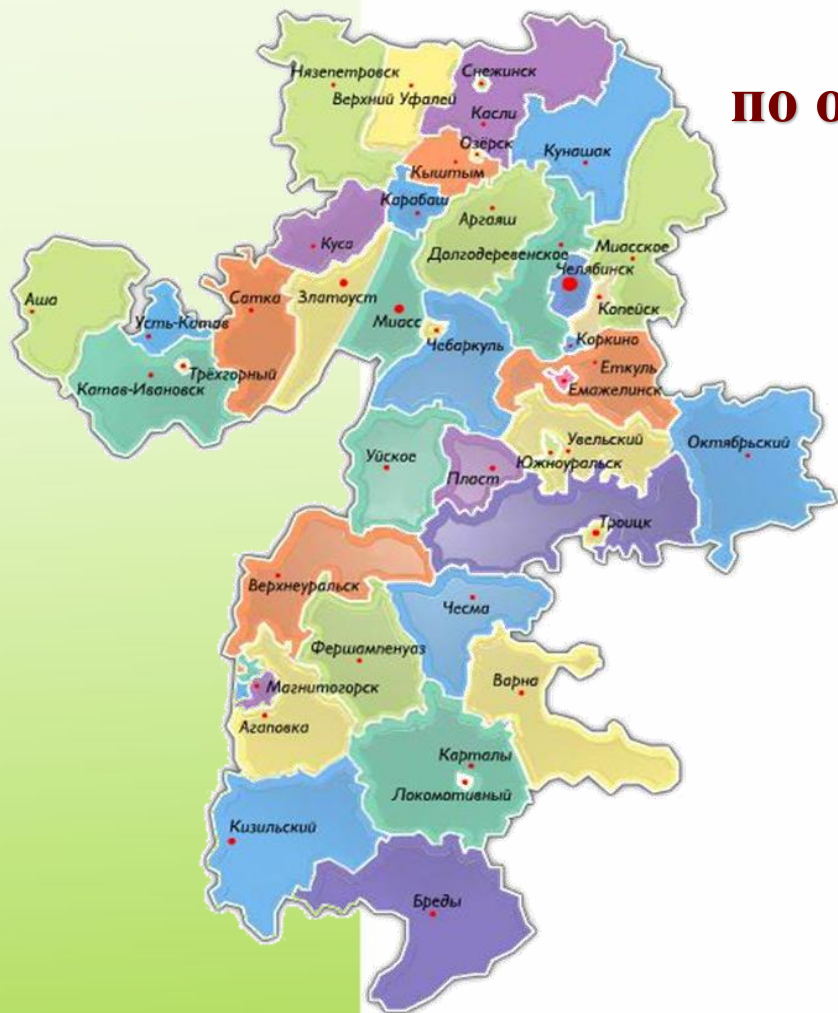 по о
Нязепетровск
Верхний Уфалей
Снежинск
Касли
Озёрск
Кыштым
Кунашак
Карабаш
Аргаяш
Куса
Долгодеревенское
Миасское
Челябинск
Аша
Усть-Катав
Сатка
Златоуст
Миасс
Копейск
Чебаркуль
Коркино
Трёхгорный
Катав-Ивановск
Еткуль
Емажелинск
Уйское
Пласт
Увельский
Южноуральск
Октябрьский
Троицк
Верхнеуральск
Чесма
Фершампенуаз
Магнитогорск
Варна
Агаповка
Карталы
Локомотивный
Кизильский
Бреды